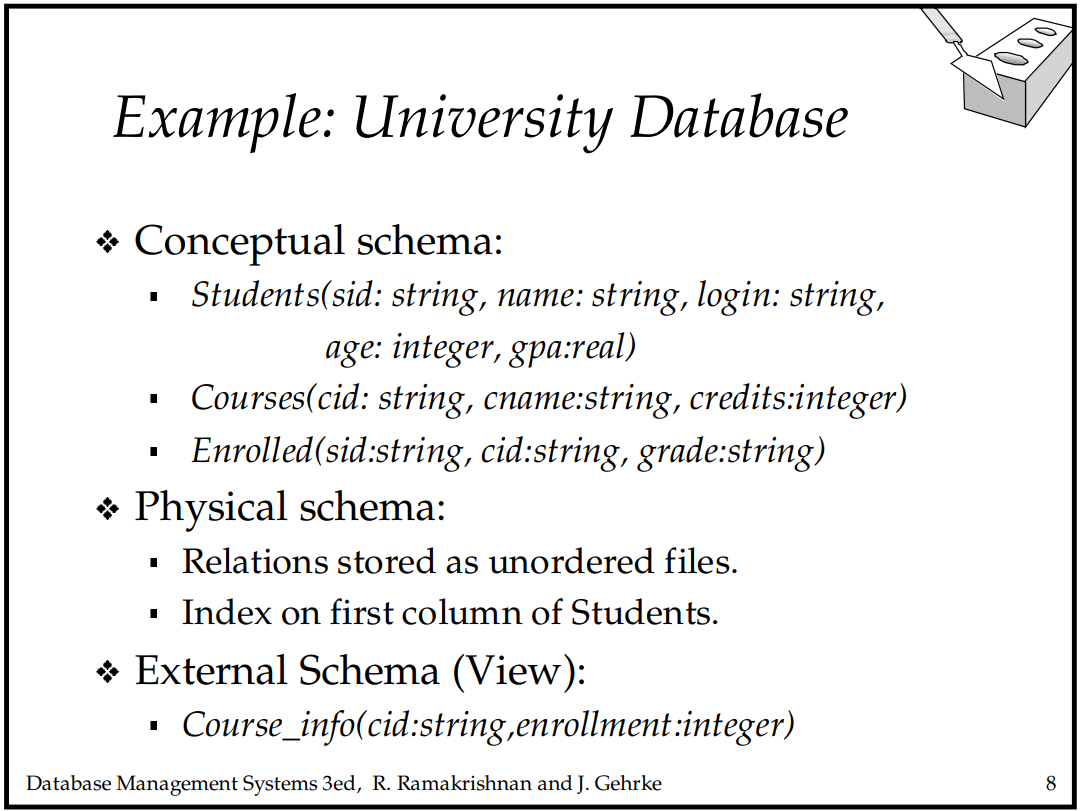 Example: University Database
❖ Conceptual schema:
▪ Students(sid: string, name: string, login: string,
age: integer, gpa:real)
▪ Courses(cid: string, cname:string, credits:integer)
▪ Enrolled(sid:string, cid:string, grade:string)
❖ Physical schema:
▪ Relations stored as unordered files.
▪ Index on first column of Students.
❖ External Schema (View):
▪ Course_info(cid:string,enrollment:integer)
Database Management Systems 3ed, R. Ramakrishnan and J. Gehrke 8